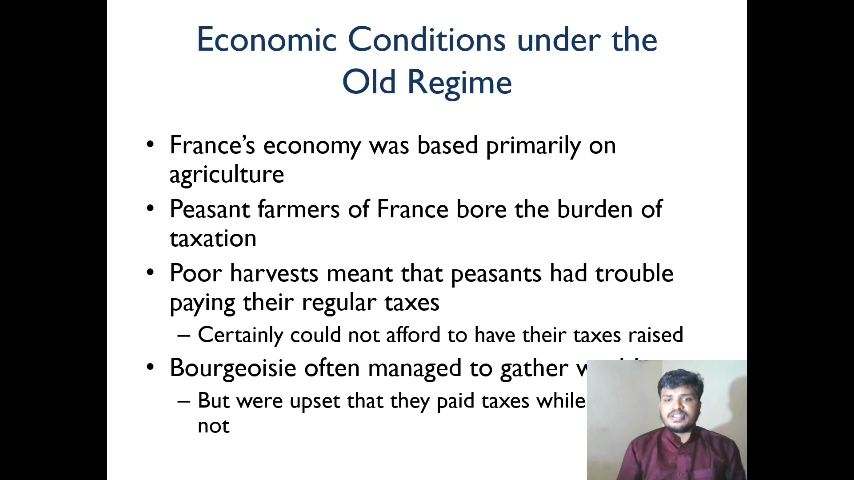 Economic Conditions under the
Old Regime
• France's economy was based primarily on
agriculture
• Peasant farmers of France bore the burden of
taxation
• Poor harvests meant that peasants had trouble
paying their regular taxes
– Certainly could not afford to have their taxes raised
• Bourgeoisie often managed to gather
– But were upset that they paid taxes while
not